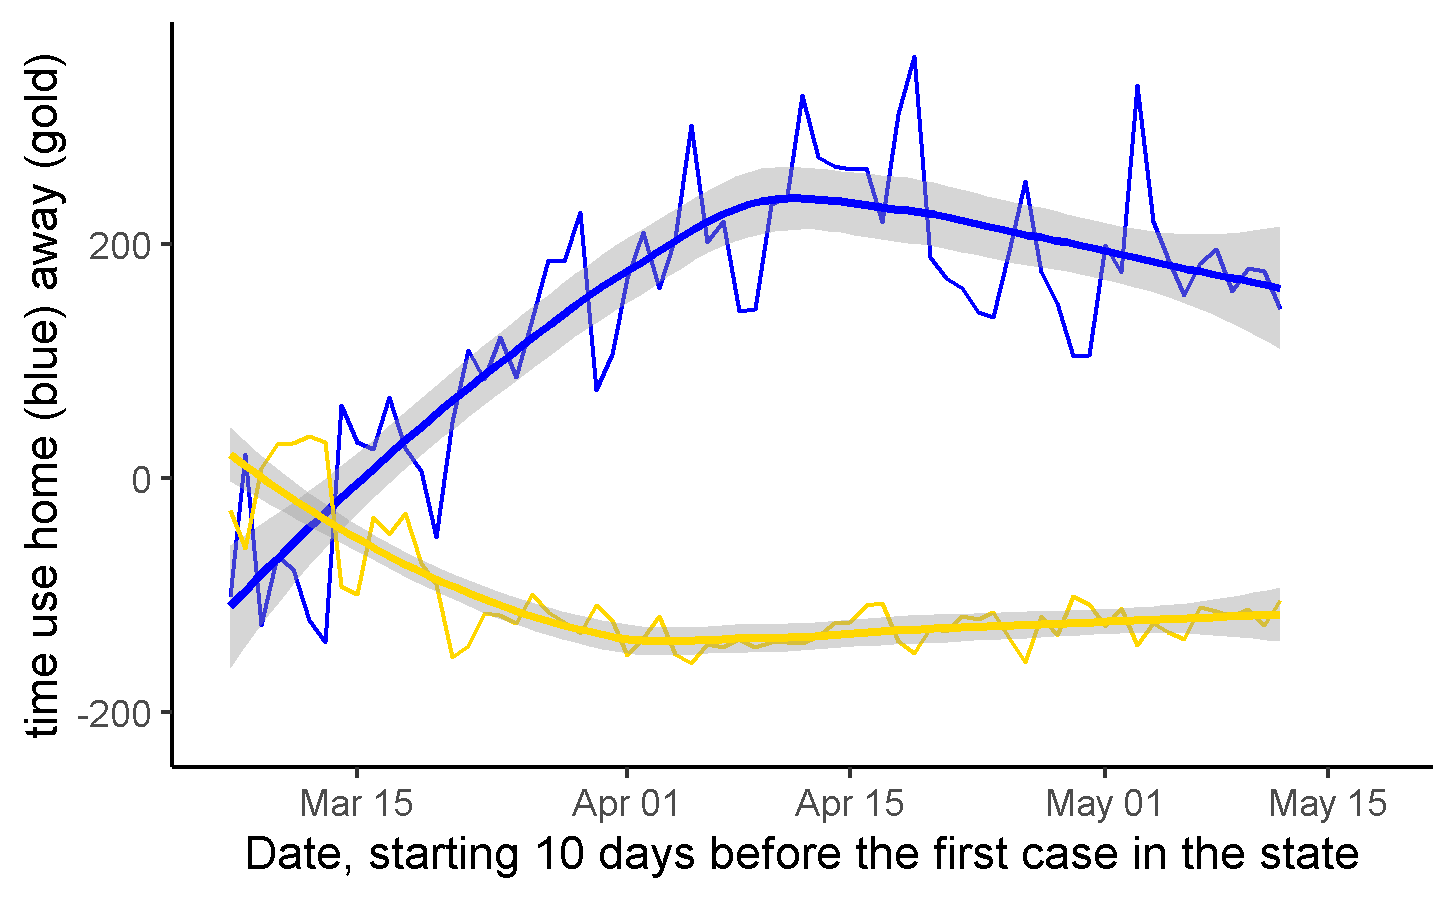 time use home (blue) away (gold)
200
0
-200
Mar 15
Apr 01
Apr 15
May 01
May 15
Date, starting 10 days before the first case in the state